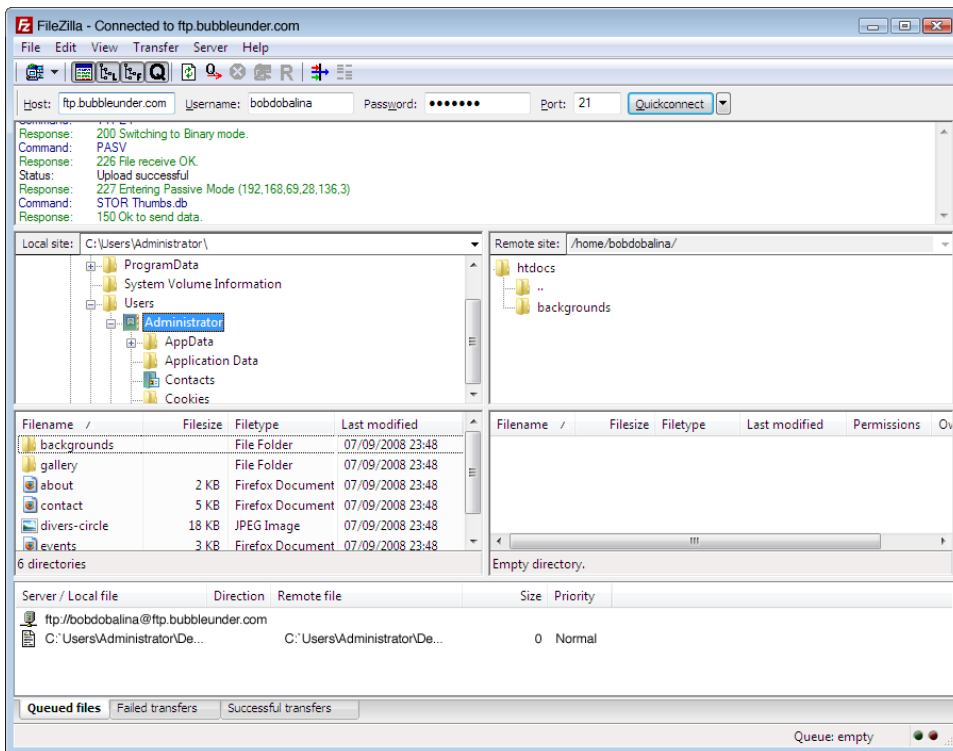 FileZilla - Connected to ftp.bubbleunder.com
File Edit View Transfer Server Help
Host: ftp.bubbleunder.com Username: bobdobalina Password: ●●●●●●● Port: 21 Quickconnect
Response: 200 Switching to Binary mode.
Command: PASV
Response: 226 File receive OK.
Status: Upload successful
Response: 227 Entering Passive Mode (192,168,69,28,136,3)
Command: STOR Thumbs.db
Response: 150 Ok to send data.
Local site: C:\Users\Administrator\
ProgramData
System Volume Information
Users
Administrator
AppData
Application Data
Contacts
Cookies
Remote site: /home/bobdobalina/
htdocs
..
backgrounds
Filename / Filesize Filetype Last modified
backgrounds File Folder 07/09/2008 23:48
gallery File Folder 07/09/2008 23:48
about 2 KB Firefox Document 07/09/2008 23:48
contact 5 KB Firefox Document 07/09/2008 23:48
divers-circle 18 KB JPEG Image 07/09/2008 23:48
events 3 KB Firefox Document 07/09/2008 23:48
6 directories
Filename / Filesize Filetype Last modified Permissions Ov
Empty directory.
Server / Local file Direction Remote file Size Priority
ftp://bobdobalina@ftp.bubbleunder.com
C:`Users\Administrator\De... C:`Users\Administrator\De... 0 Normal
Queued files Failed transfers Successful transfers
Queue: empty